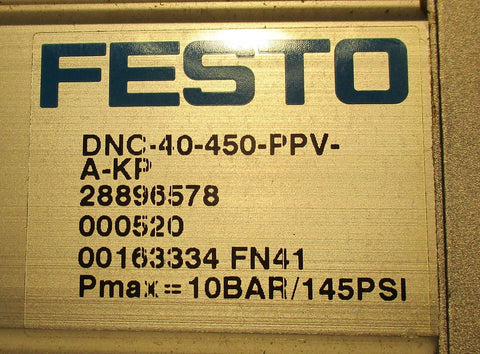 FESTO
DNC-40-450-PPV-
A-KP
28896578
000520
00163334 FN41
Pmax=10BAR/145PSI